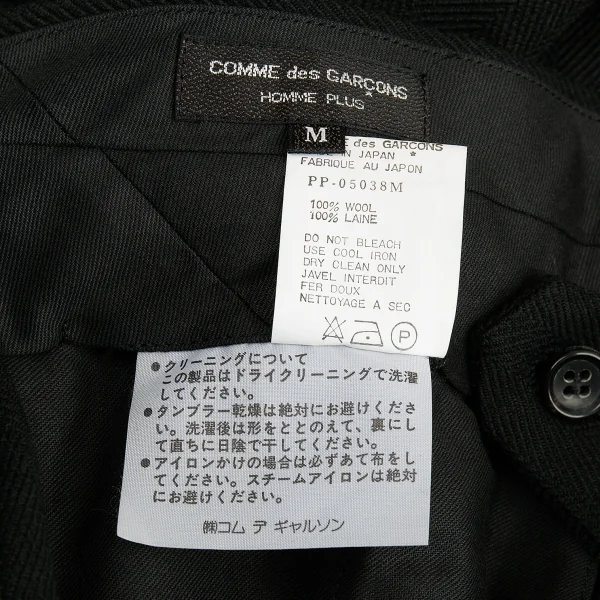 COMME des GARÇONS
HOMME PLUS
M
des GARCONS
IN JAPAN *
FABRIQUE AU JAPON
PP-05038M
100% WOOL
100% LAINE
DO NOT BLEACH
USE COOL IRON
DRY CLEAN ONLY
JAVEL INTERDIT
FER DOUX
NETTOYAGE A SEC
P
●クリーニングについて
この製品はドライクリーニングで洗濯
してください。
●タンブラー乾燥は絶対にお避けくださ
い。洗濯後は形をととのえて、裏にし
て直ちに日陰で干してください。
●アイロンかけの場合は必ずあて布をし
てください。スチームアイロンは絶対
にお避けください。
㈱コム デ ギャルソン